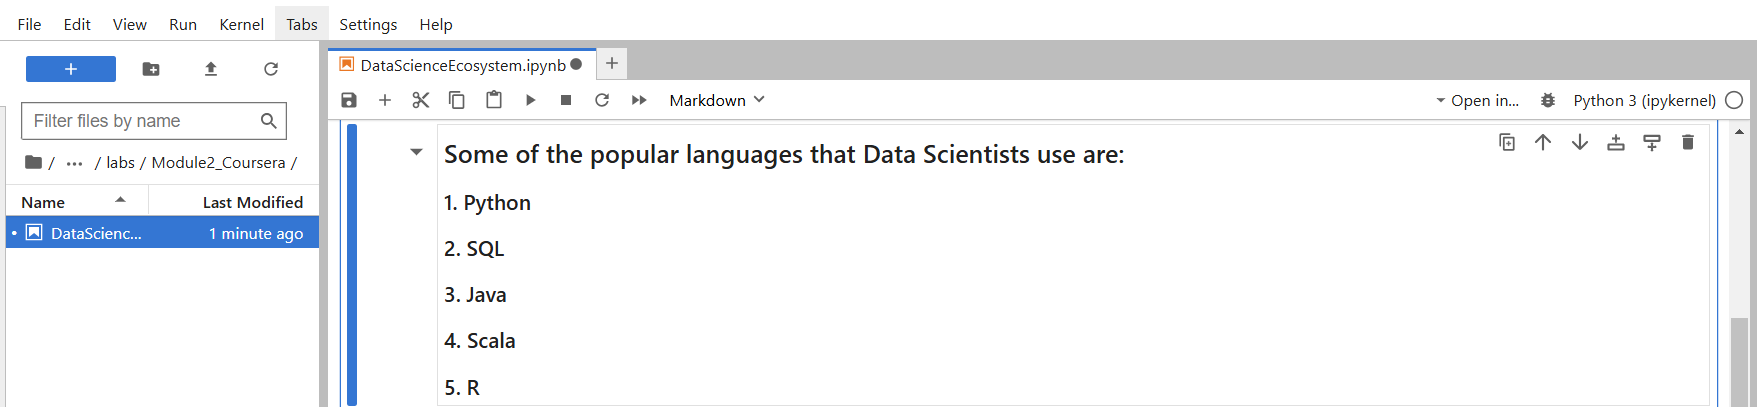 File Edit View Run Kernel Tabs Settings Help
DataScienceEcosystem.ipynb
Filter files by name
Markdown
Open in...
Python 3 (ipykernel)
/ ... / labs / Module2_Coursera /
Name Last Modified
DataScienc... 1 minute ago
Some of the popular languages that Data Scientists use are:
1. Python
2. SQL
3. Java
4. Scala
5. R